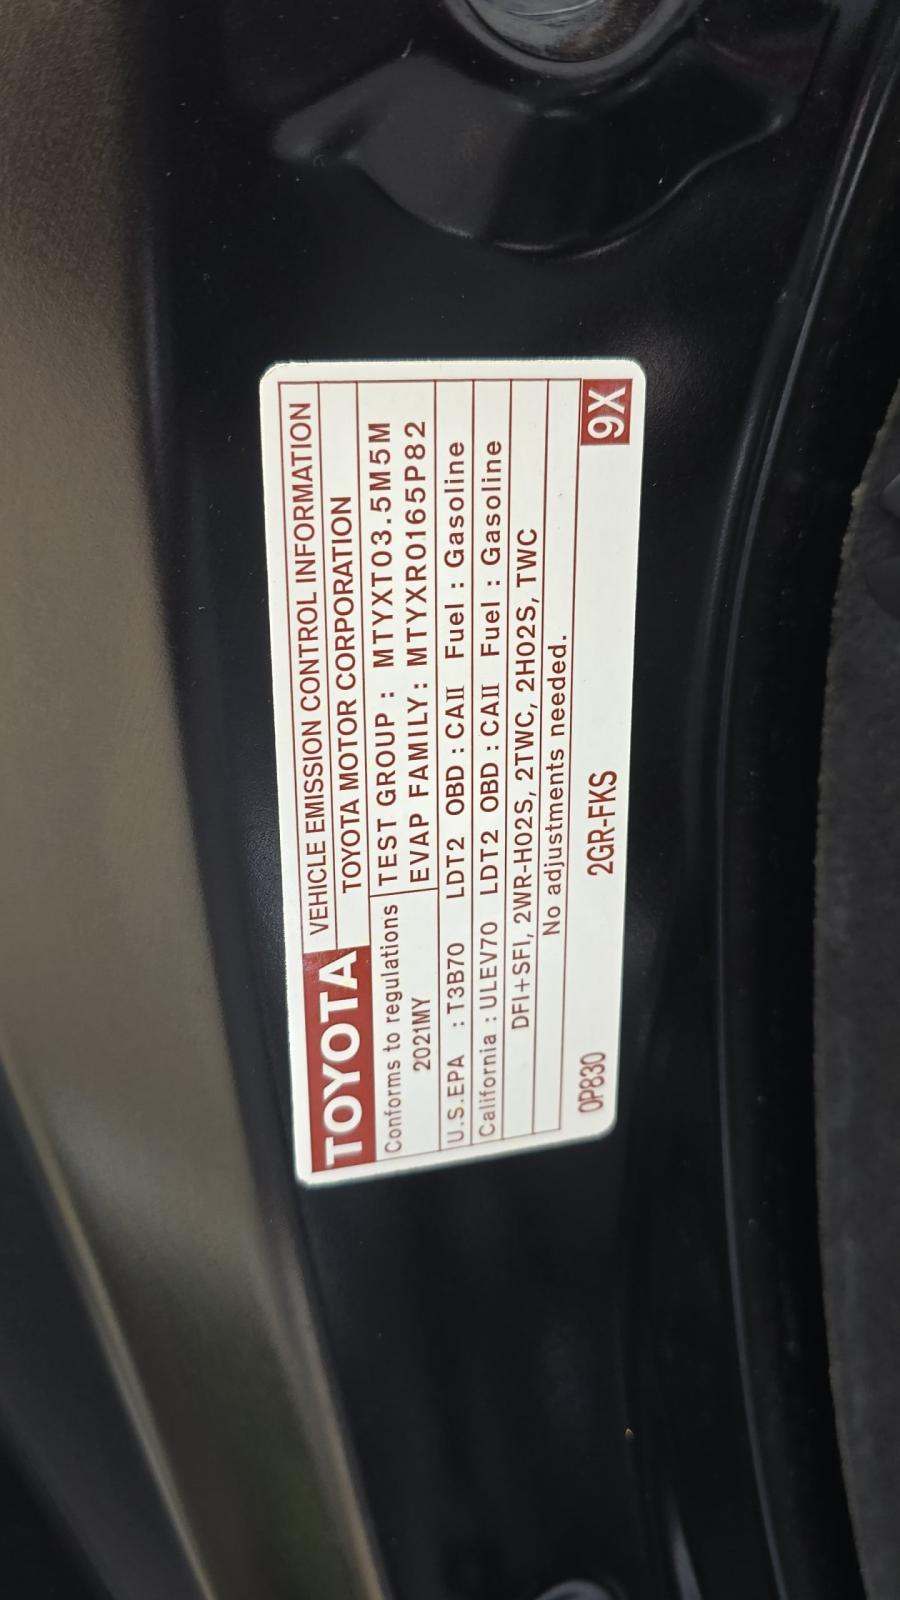 TOYOTA
VEHICLE EMISSION CONTROL INFORMATION
TOYOTA MOTOR CORPORATION
Conforms to regulations
2021MY
TEST GROUP : MTYXT03.5M5M
EVAP FAMILY: MTYXR0165P82
U.S.EPA : T3B70 LDT2 OBD : CAII Fuel : Gasoline
California : ULEV70 LDT2 OBD : CAII Fuel : Gasoline
DFI+SFI, 2WR-HO2S, 2TWC, 2HO2S, TWC
No adjustments needed.
0P830 2GR-FKS 9X